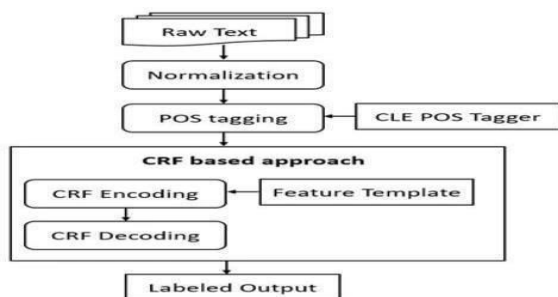 Raw Text
Normalization
POS tagging
CLE POS Tagger
CRF based approach
CRF Encoding
Feature Template
CRF Decoding
Labeled Output